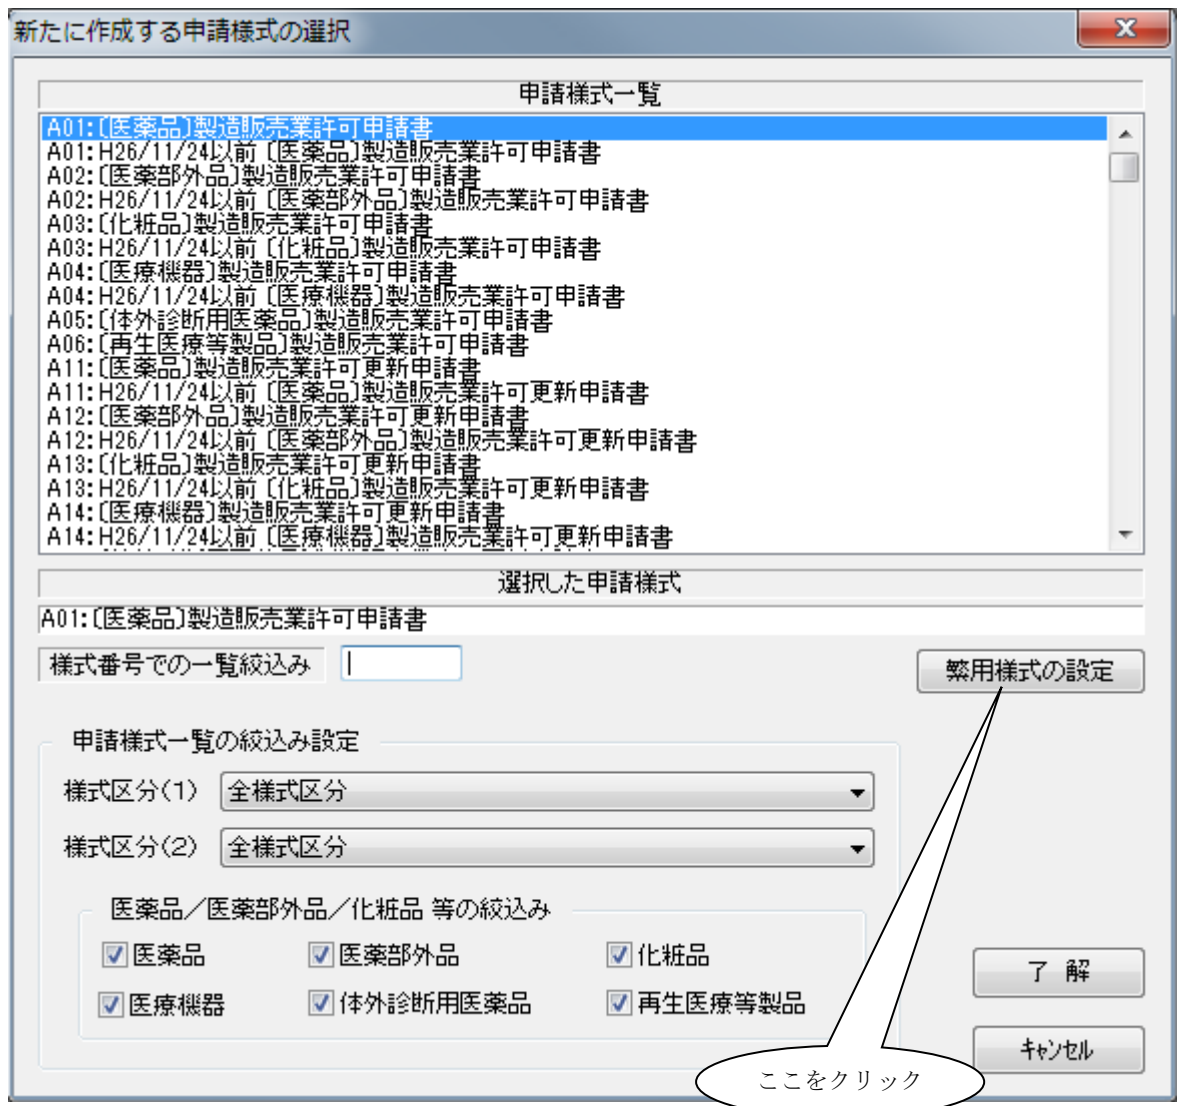 新たに作成する申請様式の選択
申請様式一覧
A01:〔医薬品〕製造販売業許可申請書
A01:H26/11/24以前〔医薬品〕製造販売業許可申請書
A02:〔医薬部外品〕製造販売業許可申請書
A02:H26/11/24以前〔医薬部外品〕製造販売業許可申請書
A03:〔化粧品〕製造販売業許可申請書
A03:H26/11/24以前〔化粧品〕製造販売業許可申請書
A04:〔医療機器〕製造販売業許可申請書
A04:H26/11/24以前〔医療機器〕製造販売業許可申請書
A05:〔体外診断用医薬品〕製造販売業許可申請書
A06:〔再生医療等製品〕製造販売業許可申請書
A11:〔医薬品〕製造販売業許可更新申請書
A11:H26/11/24以前〔医薬品〕製造販売業許可更新申請書
A12:〔医薬部外品〕製造販売業許可更新申請書
A12:H26/11/24以前〔医薬部外品〕製造販売業許可更新申請書
A13:〔化粧品〕製造販売業許可更新申請書
A13:H26/11/24以前〔化粧品〕製造販売業許可更新申請書
A14:〔医療機器〕製造販売業許可更新申請書
A14:H26/11/24以前〔医療機器〕製造販売業許可更新申請書
選択した申請様式
A01:〔医薬品〕製造販売業許可申請書
様式番号での一覧絞込み
繁用様式の設定
申請様式一覧の絞込み設定
様式区分(1) 全様式区分
様式区分(2) 全様式区分
医薬品／医薬部外品／化粧品 等の絞込み
医薬品 医薬部外品 化粧品
医療機器 体外診断用医薬品 再生医療等製品
了 解
キャンセル
ここをクリック